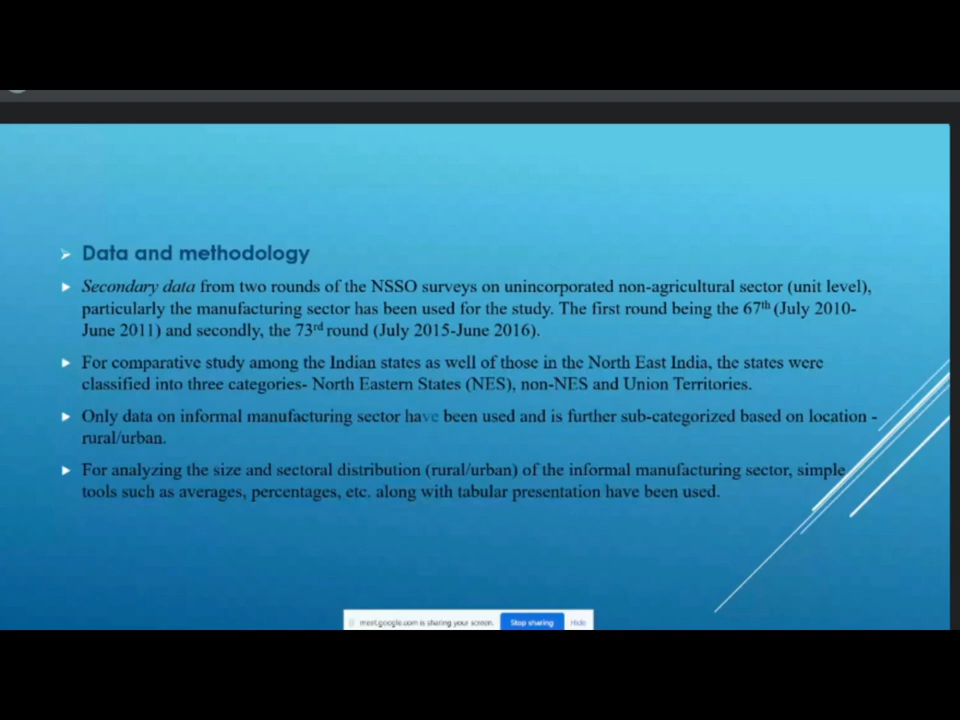 Data and methodology
Secondary data from two rounds of the NSSO surveys on unincorporated non-agricultural sector (unit level),
particularly the manufacturing sector has been used for the study. The first round being the 67th (July 2010-
June 2011) and secondly, the 73rd round (July 2015-June 2016).
For comparative study among the Indian states as well of those in the North East India, the states were
classified into three categories- North Eastern States (NES), non-NES and Union Territories.
Only data on informal manufacturing sector have been used and is further sub-categorized based on location -
rural/urban.
For analyzing the size and sectoral distribution (rural/urban) of the informal manufacturing sector, simple
tools such as averages, percentages, etc. along with tabular presentation have been used.
meet.google.com is sharing your screen. Stop sharing Hide